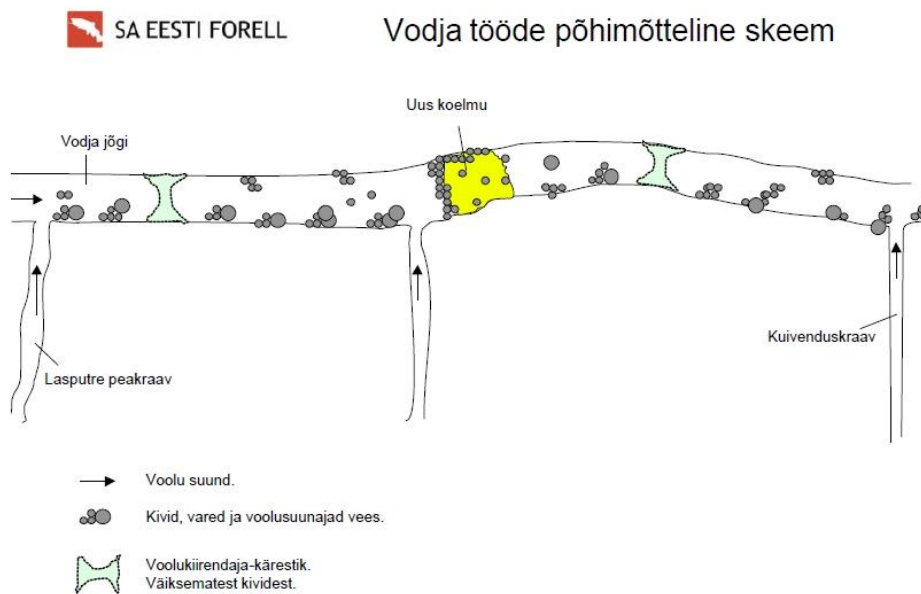 SA EESTI FORELL
Vodja tööde põhimõtteline skeem
Uus koelmu
Vodja jõgi
Kuivenduskraav
Lasputre peakraav
Voolu suund.
Kivid, vared ja voolusuunajad vees.
Voolukiirendaja-kärestik.
Väiksematest kividest.